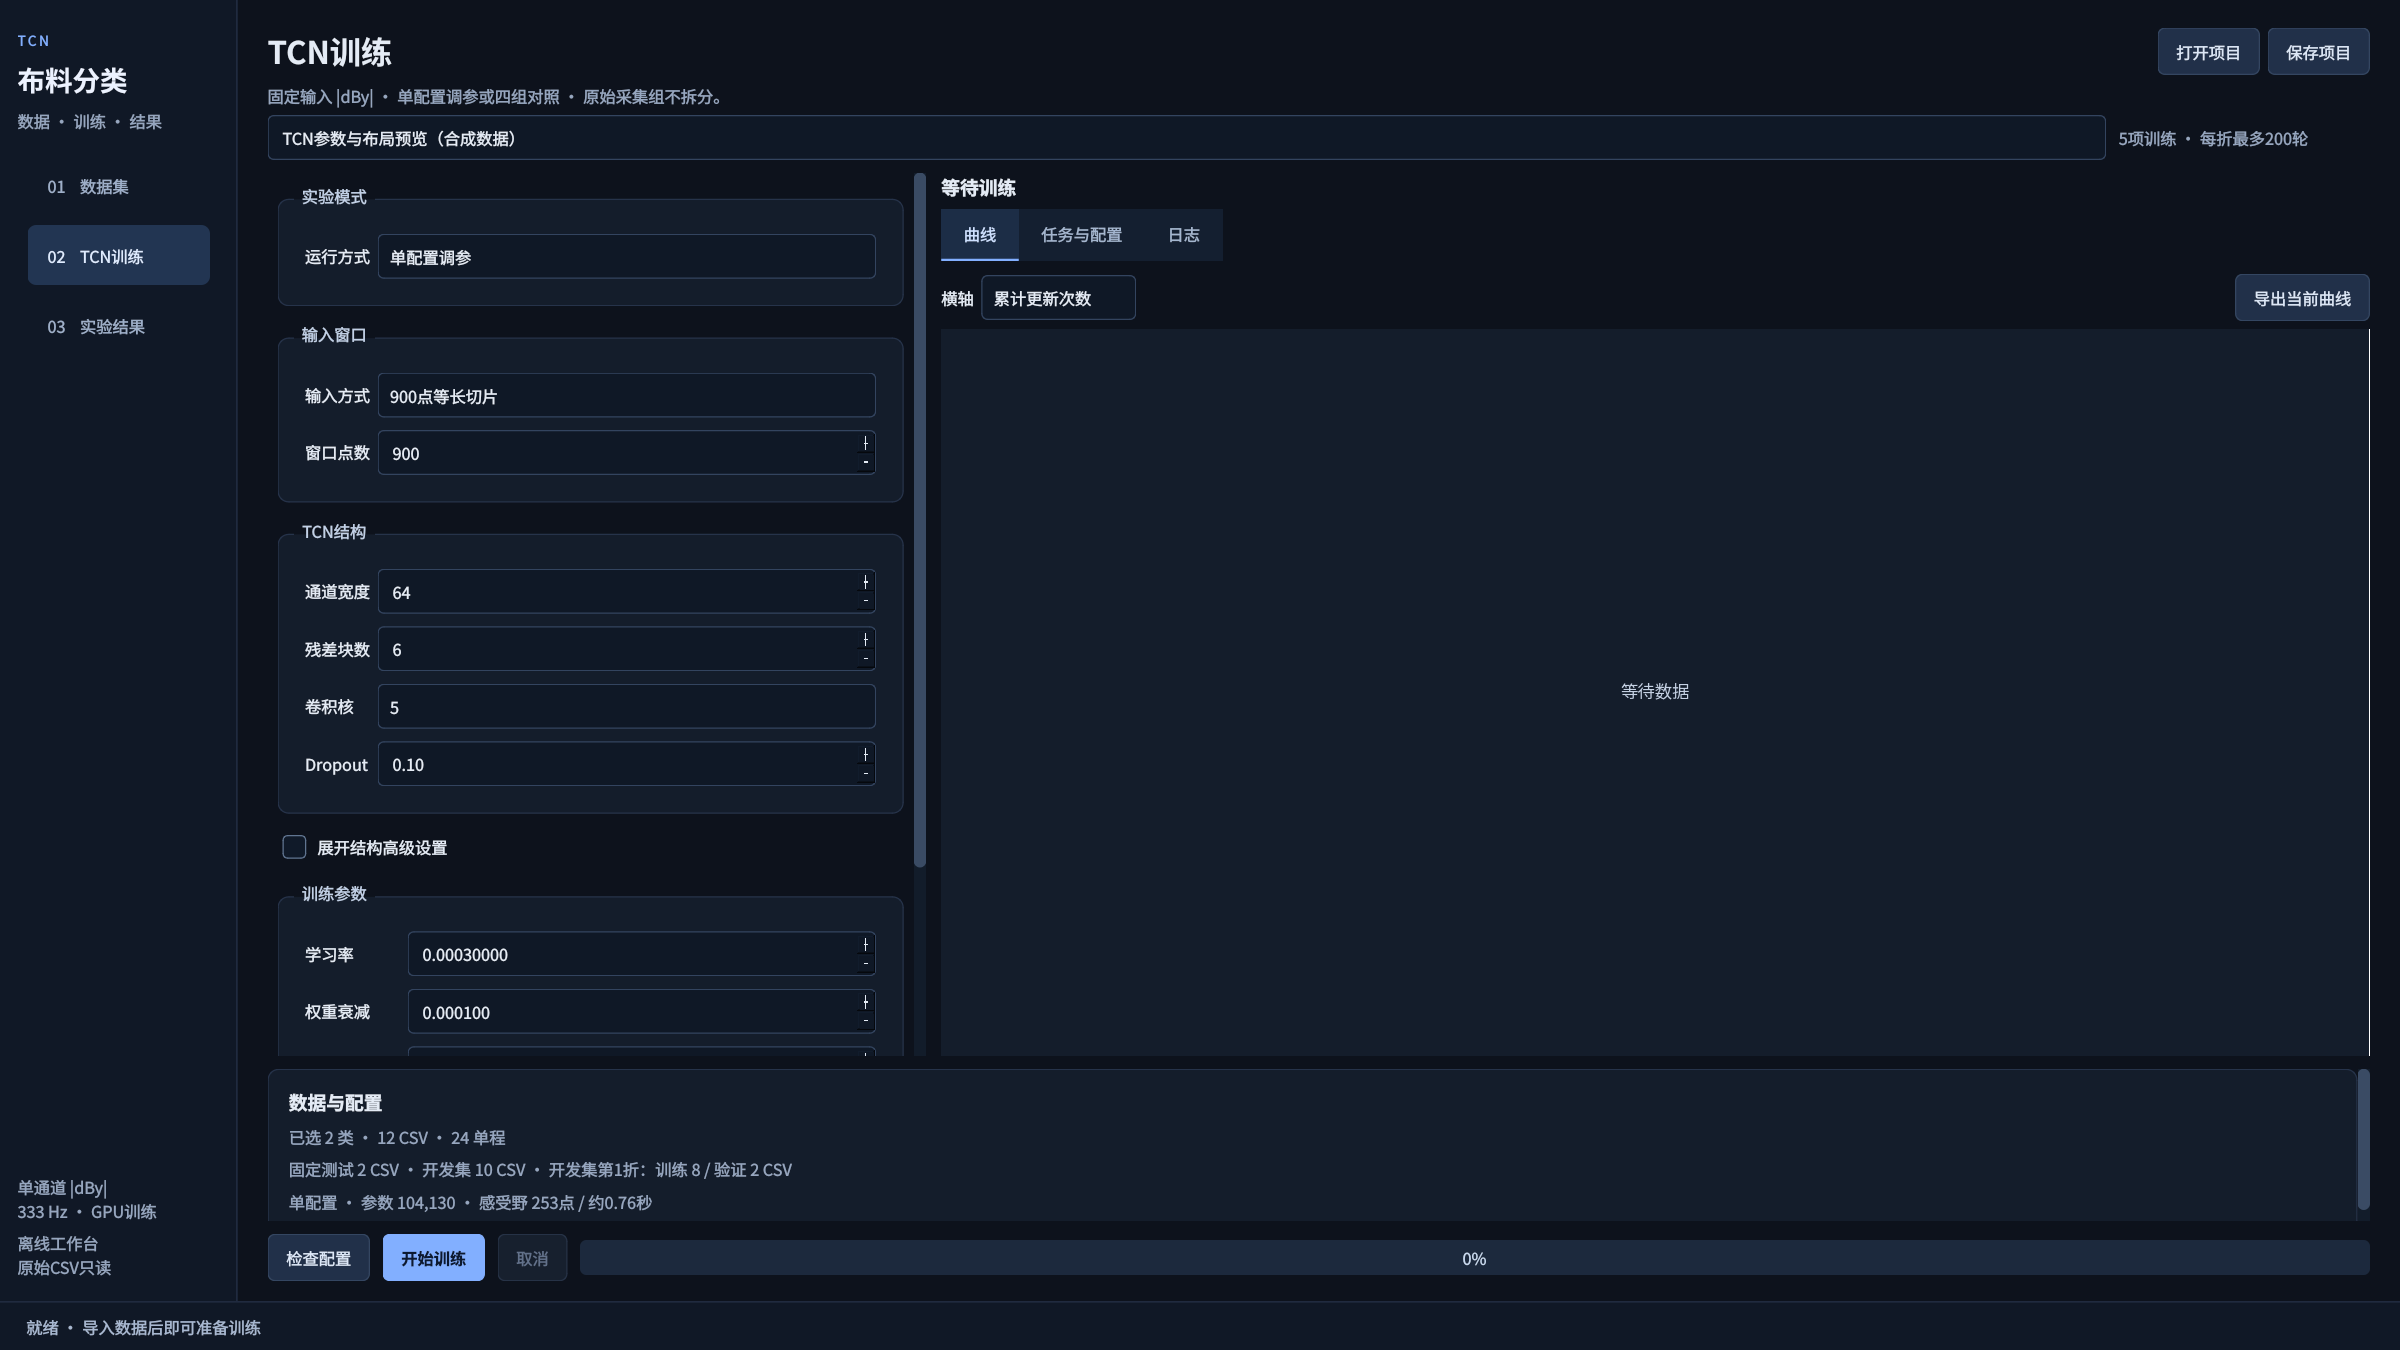 TCN
布料分类
数据 • 训练 • 结果
01 数据集
02 TCN训练
03 实验结果
单通道 |dBy|
333 Hz • GPU训练
离线工作台
原始CSV只读
TCN训练
打开项目
保存项目
固定输入 |dBy| • 单配置调参或四组对照 • 原始采集组不拆分。
TCN参数与布局预览（合成数据）
5项训练 • 每折最多200轮
实验模式
运行方式 单配置调参
输入窗口
输入方式 900点等长切片
窗口点数 900
TCN结构
通道宽度 64
残差块数 6
卷积核 5
Dropout 0.10
展开结构高级设置
训练参数
学习率 0.00030000
权重衰减 0.000100
等待训练
曲线 任务与配置 日志
横轴 累计更新次数
导出当前曲线
等待数据
数据与配置
已选 2 类 • 12 CSV • 24 单程
固定测试 2 CSV • 开发集 10 CSV • 开发集第1折：训练 8 / 验证 2 CSV
单配置 • 参数 104,130 • 感受野 253点 / 约0.76秒
检查配置 开始训练 取消 0%
就绪 • 导入数据后即可准备训练